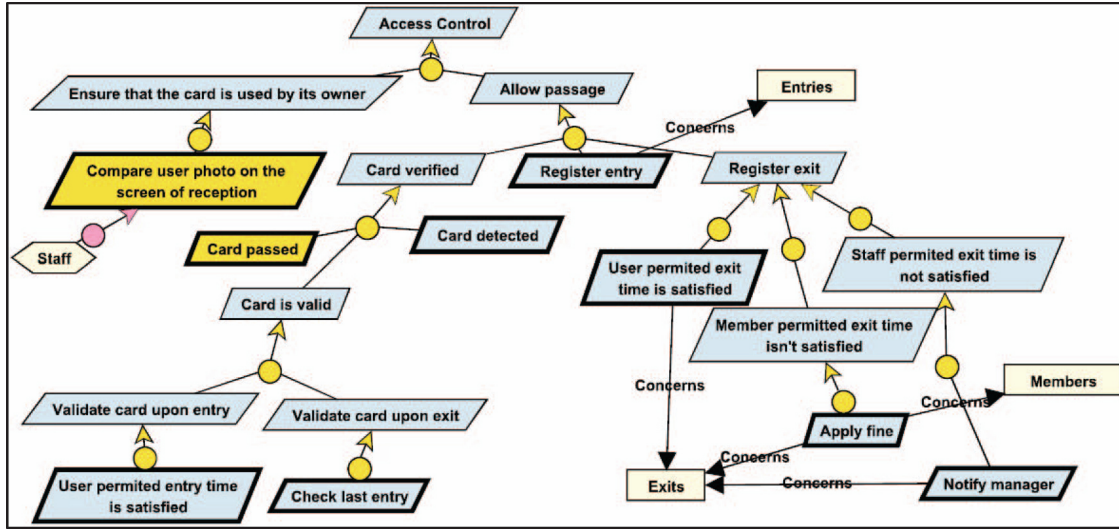 Access Control
Ensure that the card is used by its owner
Allow passage
Entries
Concerns
Compare user photo on the
screen of reception
Card verified
Register entry
Register exit
Staff
Card passed
Card detected
User permited exit
time is satisfied
Staff permited exit time is
not satisfied
Card is valid
Member permitted exit time
isn't satisfied
Concerns
Members
Validate card upon entry
Validate card upon exit
Apply fine
Concerns
Concerns
User permited entry time
is satisfied
Check last entry
Exits
Concerns
Notify manager